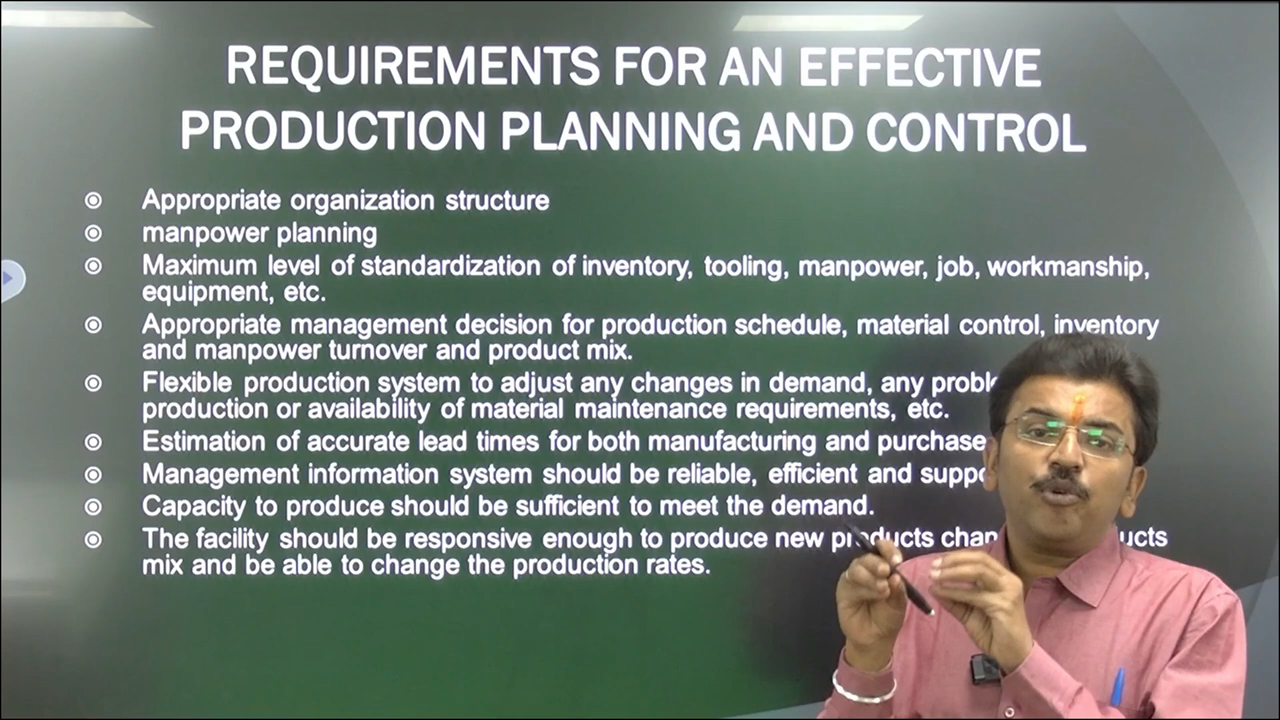 REQUIREMENTS FOR AN EFFECTIVE
PRODUCTION PLANNING AND CONTROL
Appropriate organization structure
manpower planning
Maximum level of standardization of inventory, tooling, manpower, job, workmanship,
equipment, etc.
Appropriate management decision for production schedule, material control, inventory
and manpower turnover and product mix.
Flexible production system to adjust any changes in demand, any
production or availability of material maintenance requirements, etc.
Estimation of accurate lead times for both manufacturing and purchase
Management information system should be reliable, efficient and
Capacity to produce should be sufficient to meet the demand.
The facility should be responsive enough to produce new products
mix and be able to change the production rates.